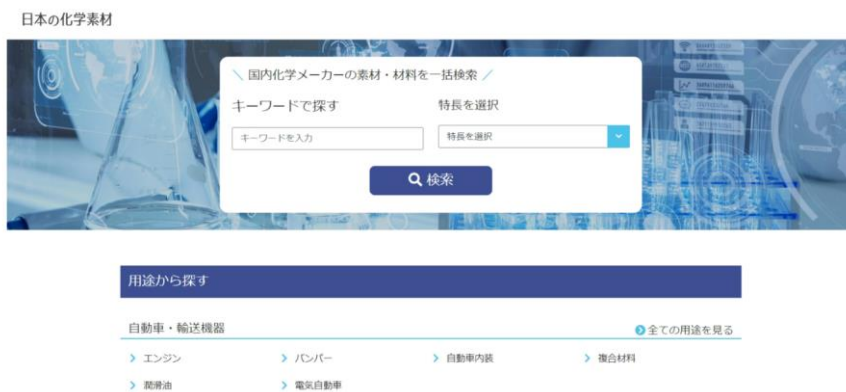 日本の化学素材
\ 国内化学メーカーの素材・材料を一括検索 /
キーワードで探す
特長を選択
キーワードを入力
特長を選択
検索
用途から探す
自動車・輸送機器
全ての用途を見る
エンジン
バンパー
自動車内装
複合材料
潤滑油
電気自動車